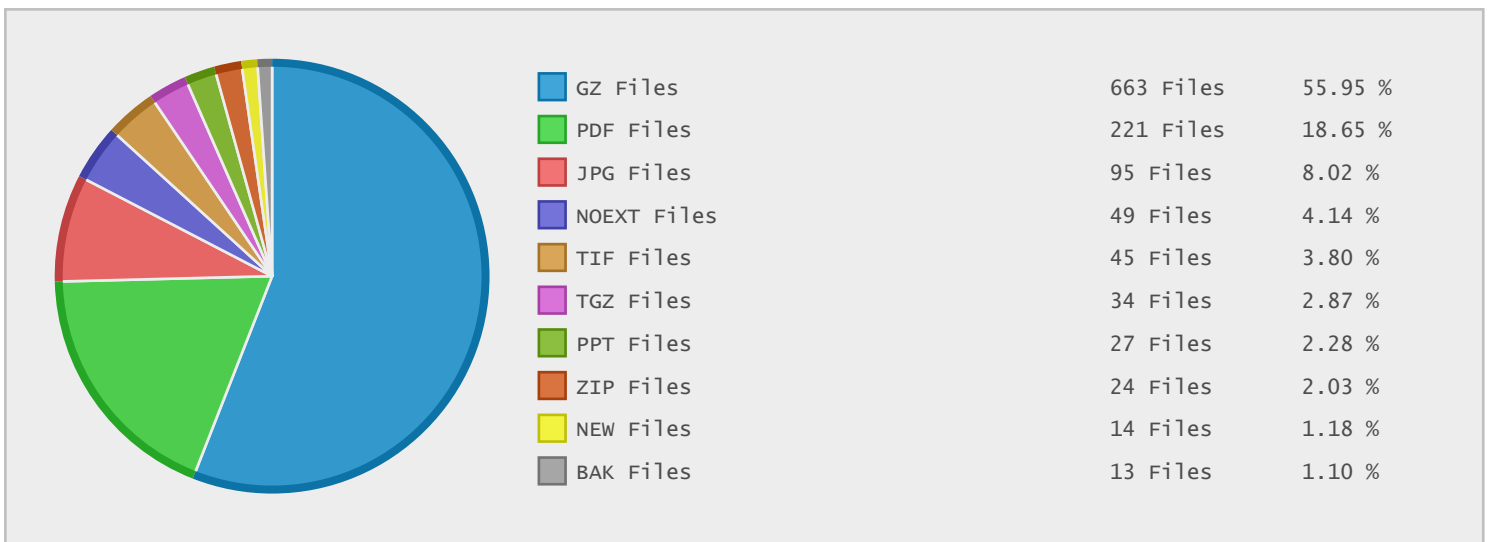 GZ Files 663 Files 55.95 %
PDF Files 221 Files 18.65 %
JPG Files 95 Files 8.02 %
NOEXT Files 49 Files 4.14 %
TIF Files 45 Files 3.80 %
TGZ Files 34 Files 2.87 %
PPT Files 27 Files 2.28 %
ZIP Files 24 Files 2.03 %
NEW Files 14 Files 1.18 %
BAK Files 13 Files 1.10 %